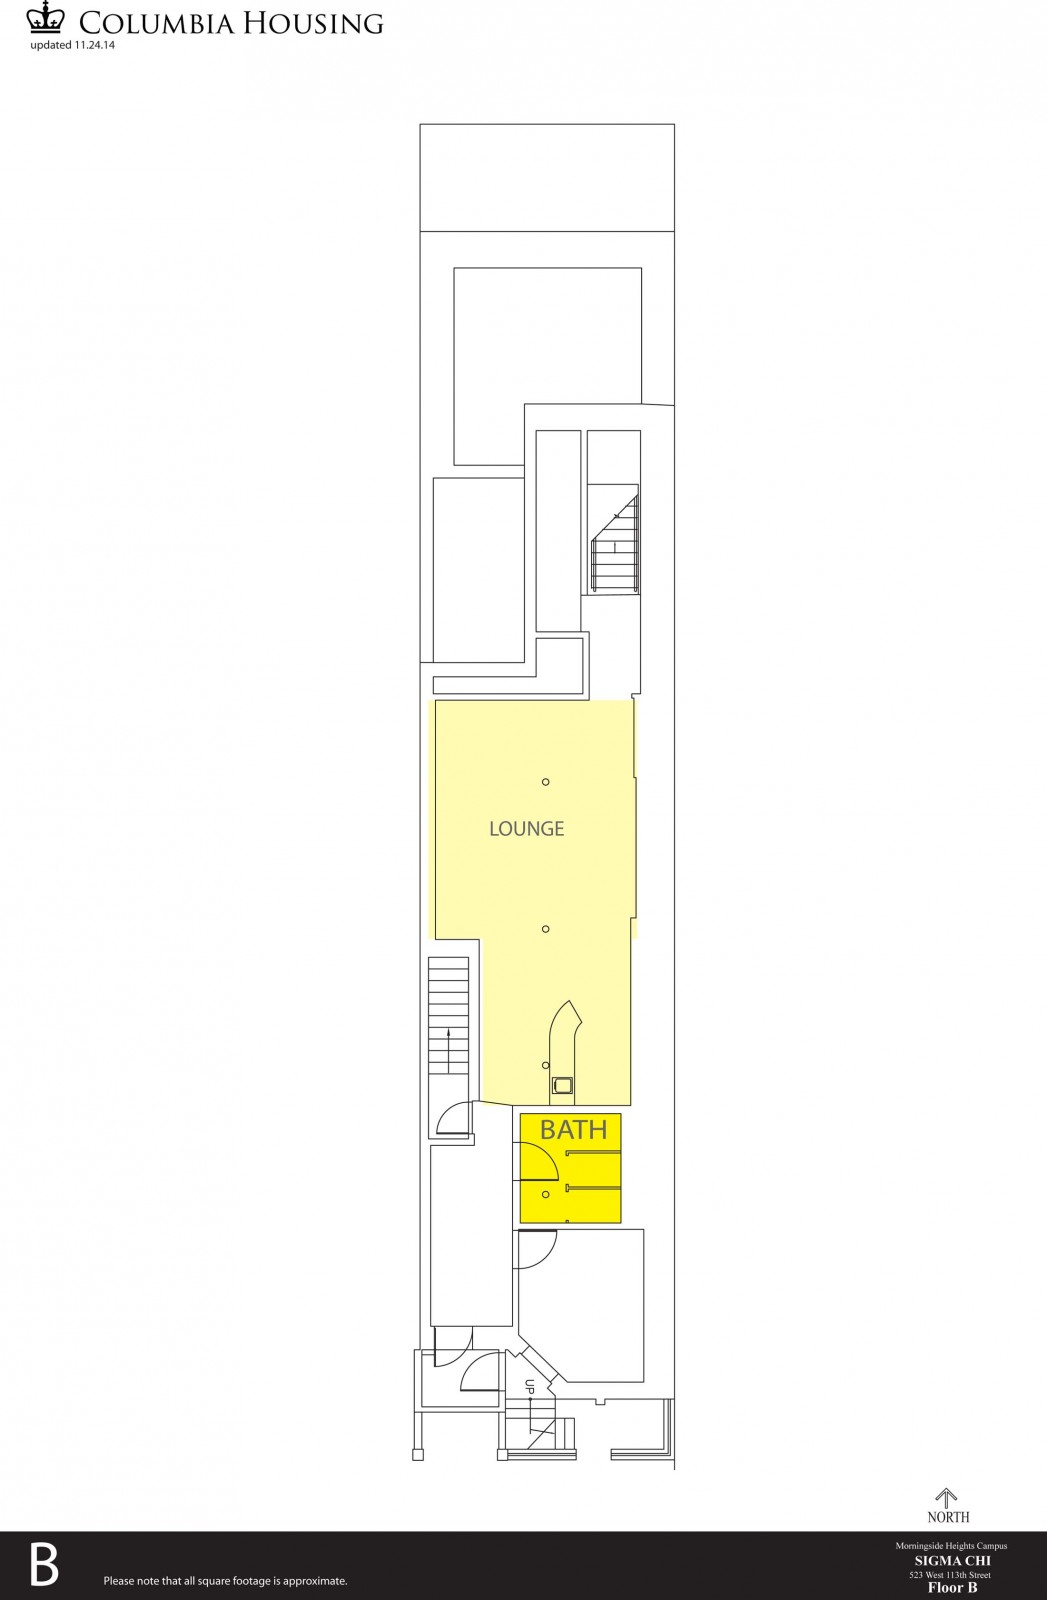 COLUMBIA HOUSING
updated 11.24.14
LOUNGE
BATH
UP
NORTH
B
Please note that all square footage is approximate.
Morningside Heights Campus
SIGMA CHI
523 West 113th Street
Floor B